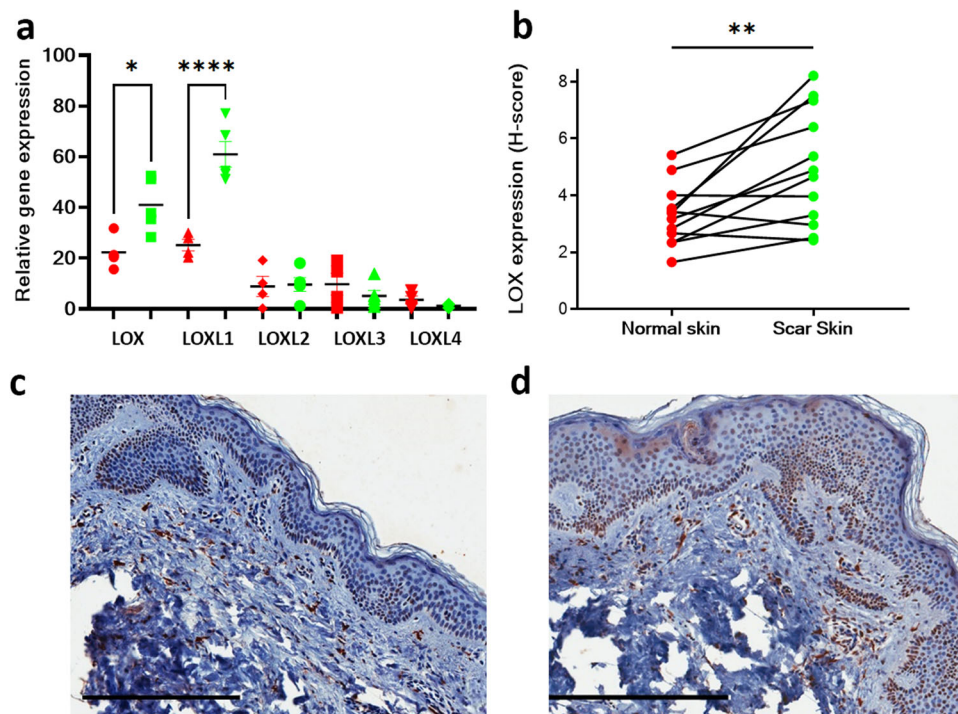 a
* ****
Relative gene expression
100
80
60
40
20
0
LOX LOXL1 LOXL2 LOXL3 LOXL4
b
**
LOX expression (H-score)
8
6
4
2
0
Normal skin Scar Skin
c
d